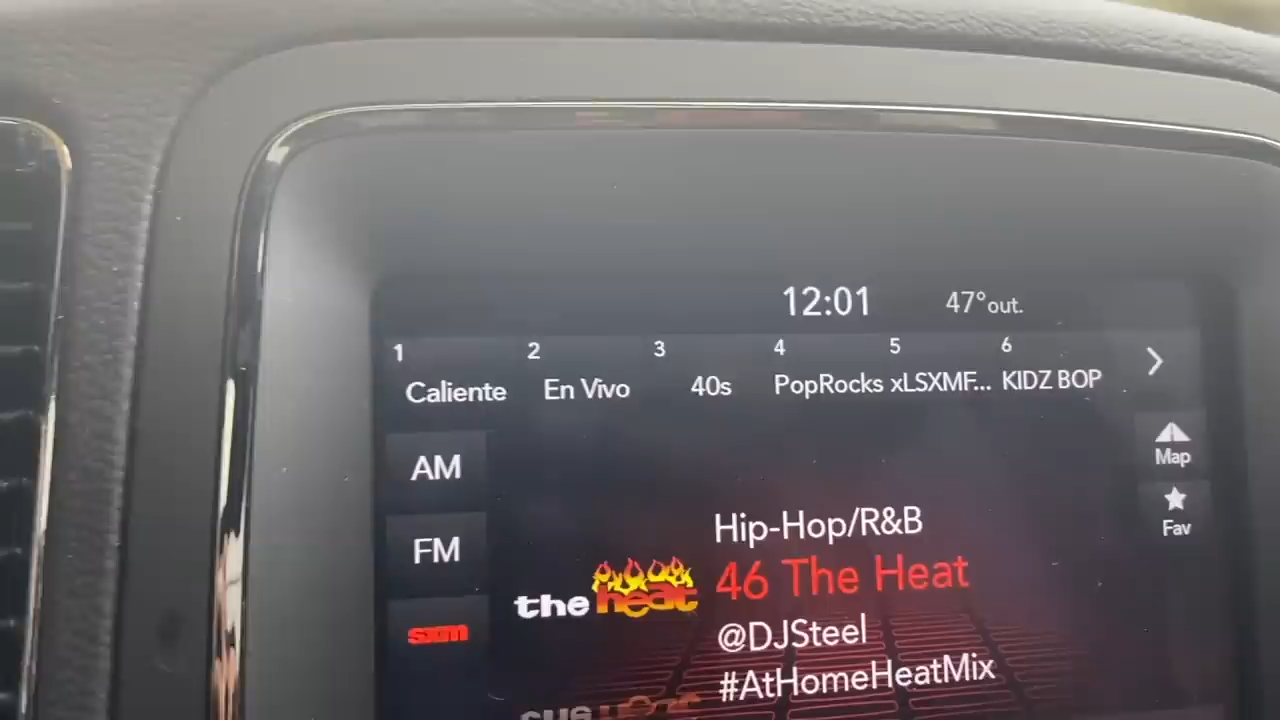 12:01 47°out.
1 2 3 4 5 6
Caliente En Vivo 40s PopRocks xLSXMF... KIDZ BOP
AM
FM
sxm
Map
Fav
the heat
Hip-Hop/R&B
46 The Heat
@DJSteel
#AtHomeHeatMix